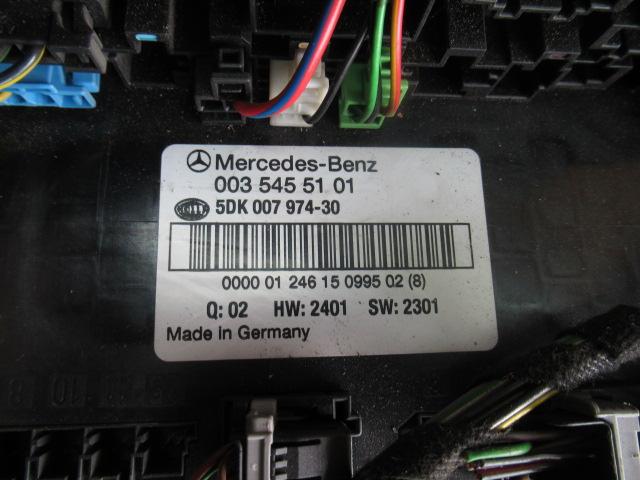 Mercedes-Benz
003 545 51 01
HELLA 5DK 007 974-30
0000 01 246 15 0995 02 (8)
Q: 02 HW: 2401 SW: 2301
Made in Germany